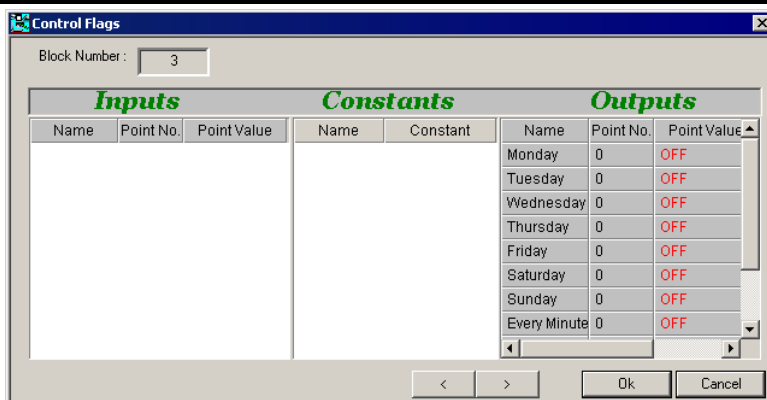 Control Flags
Block Number : 3
Inputs Constants Outputs
Name Point No. Point Value Name Constant Name Point No. Point Value
Monday 0 OFF
Tuesday 0 OFF
Wednesday 0 OFF
Thursday 0 OFF
Friday 0 OFF
Saturday 0 OFF
Sunday 0 OFF
Every Minute 0 OFF
< > Ok Cancel